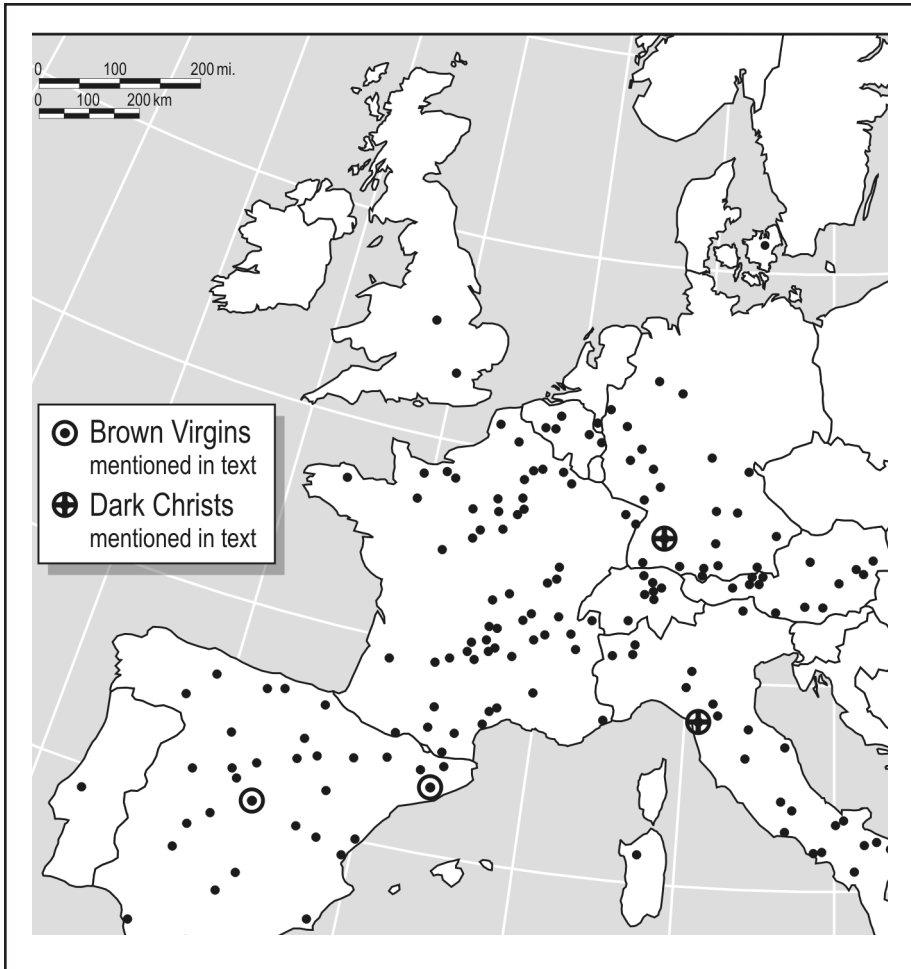 0 100 200 mi.
0 100 200 km
Brown Virgins
mentioned in text
Dark Christs
mentioned in text